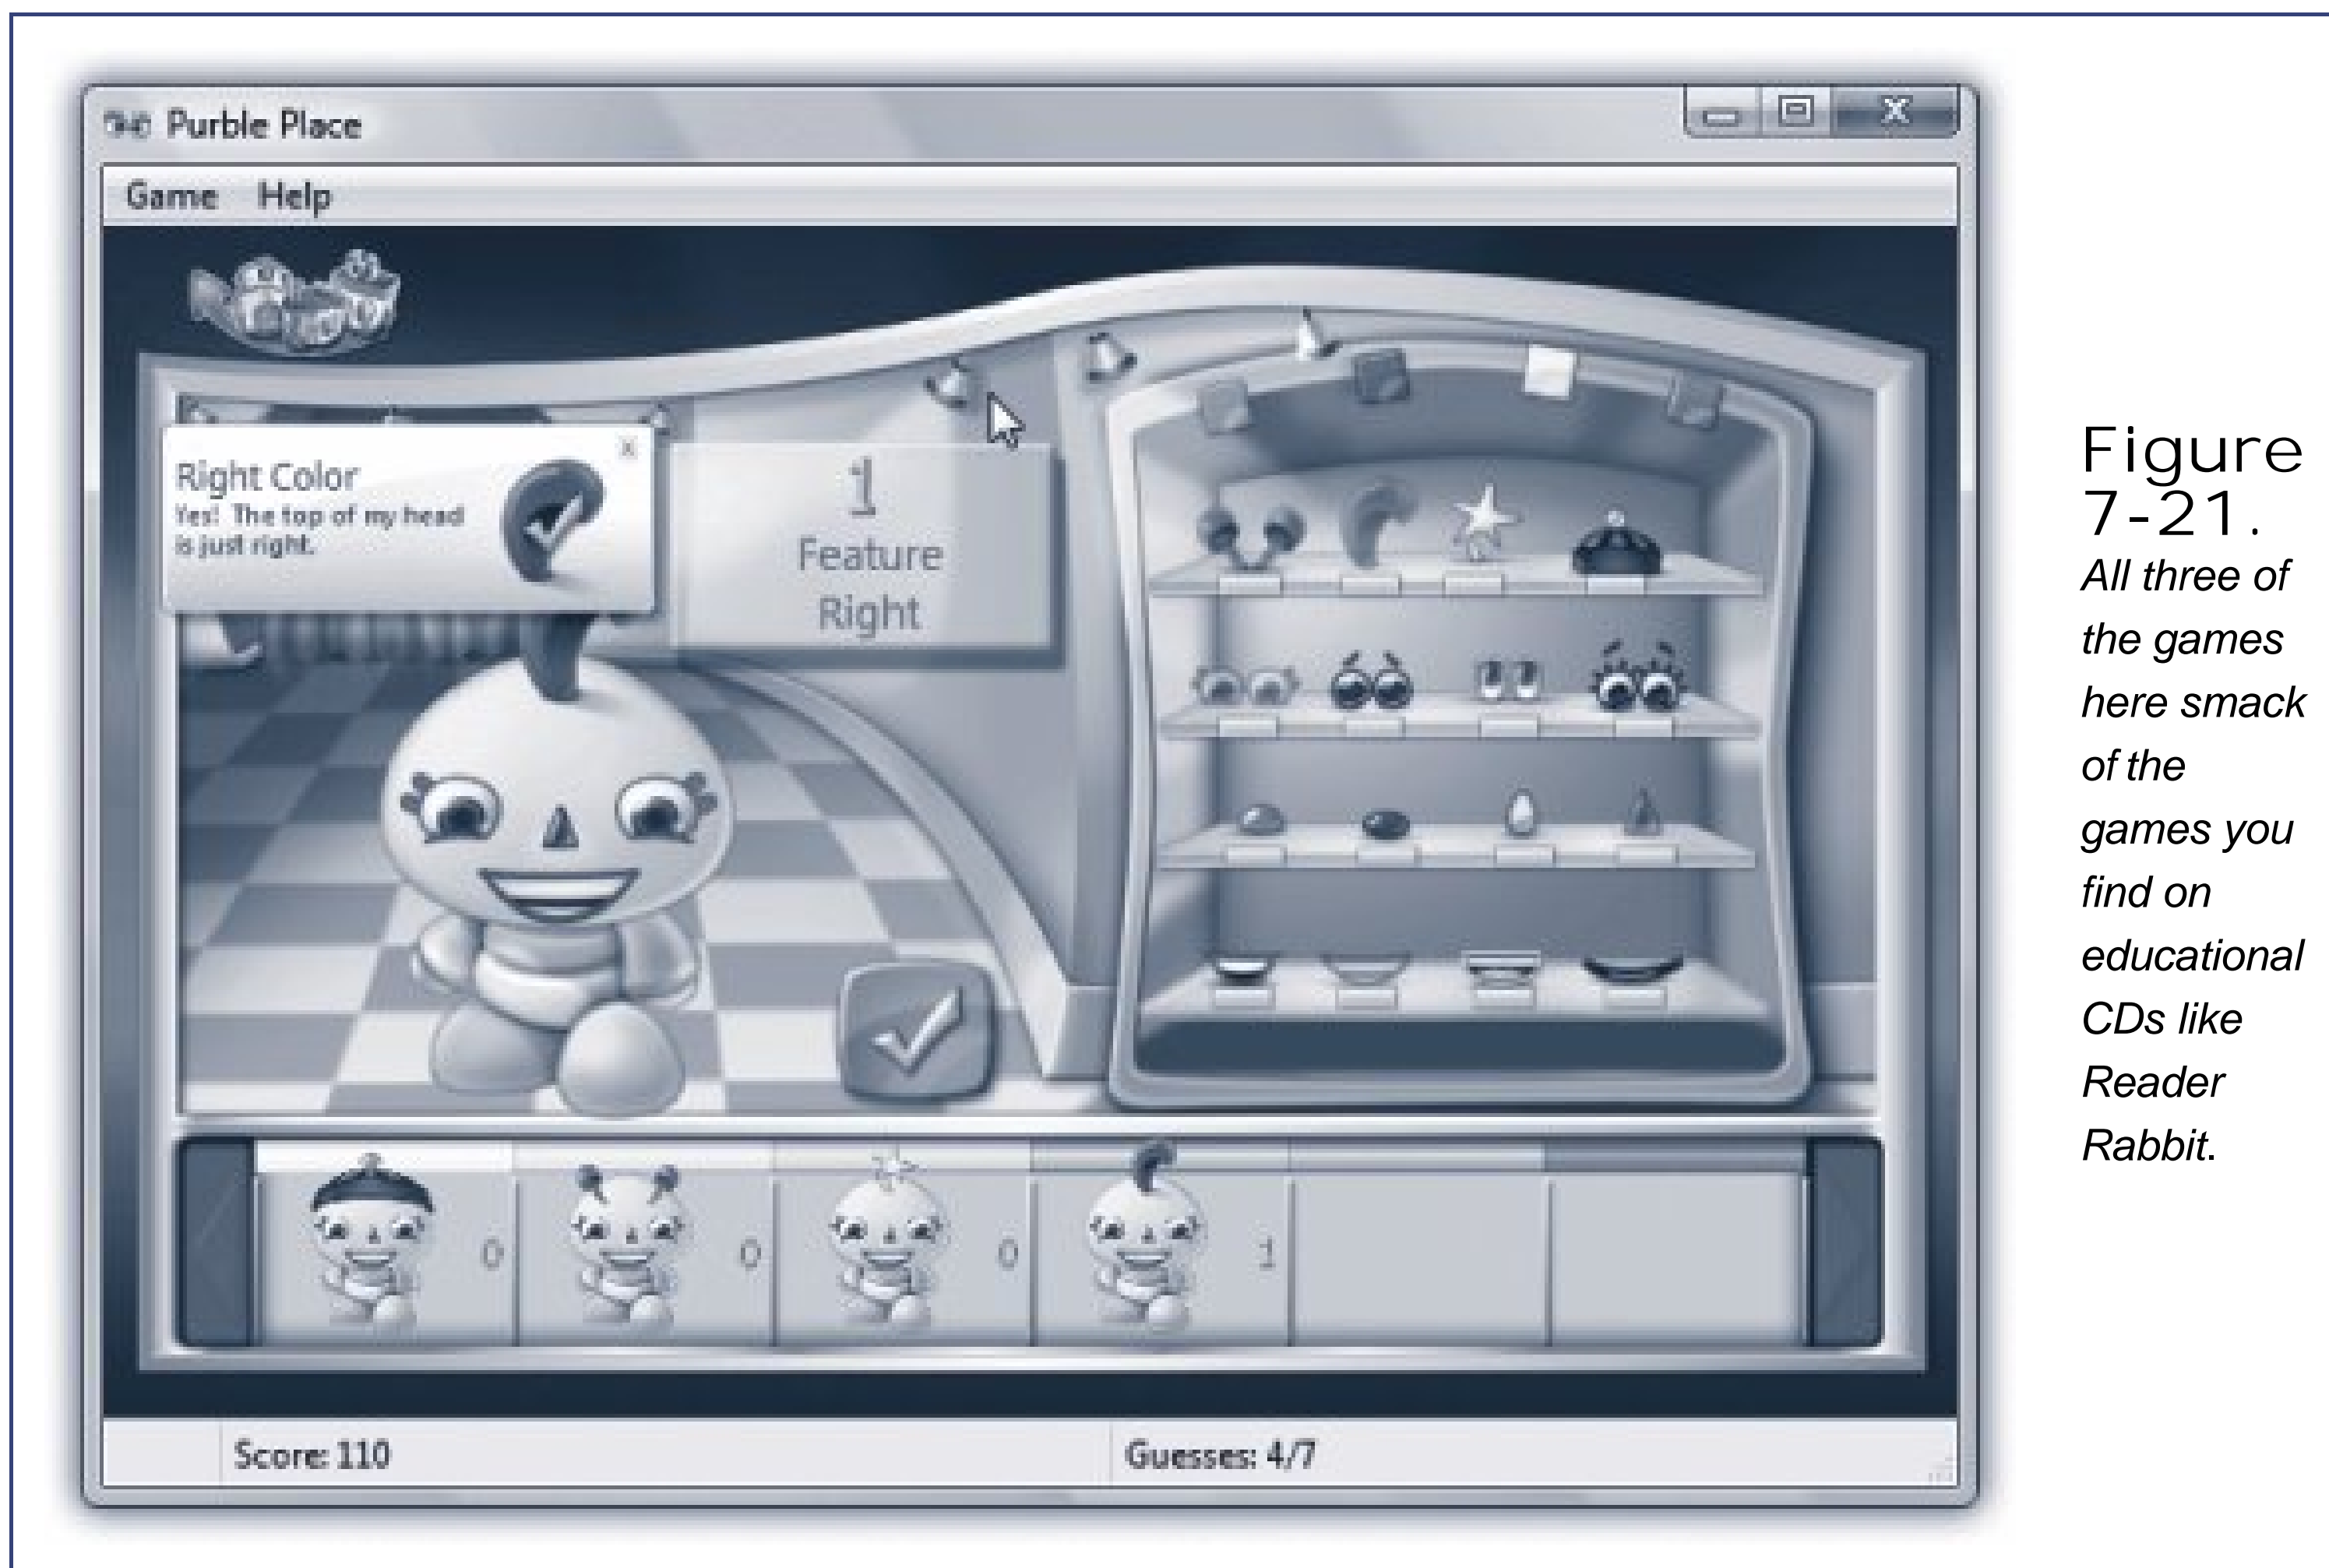 Purble Place
Game Help
Right Color
Yes! The top of my head
is just right.
x
1
Feature
Right
0
0
0
1
Score: 110
Guesses: 4/7
Figure
7-21.
All three of
the games
here smack
of the
games you
find on
educational
CDs like
Reader
Rabbit.